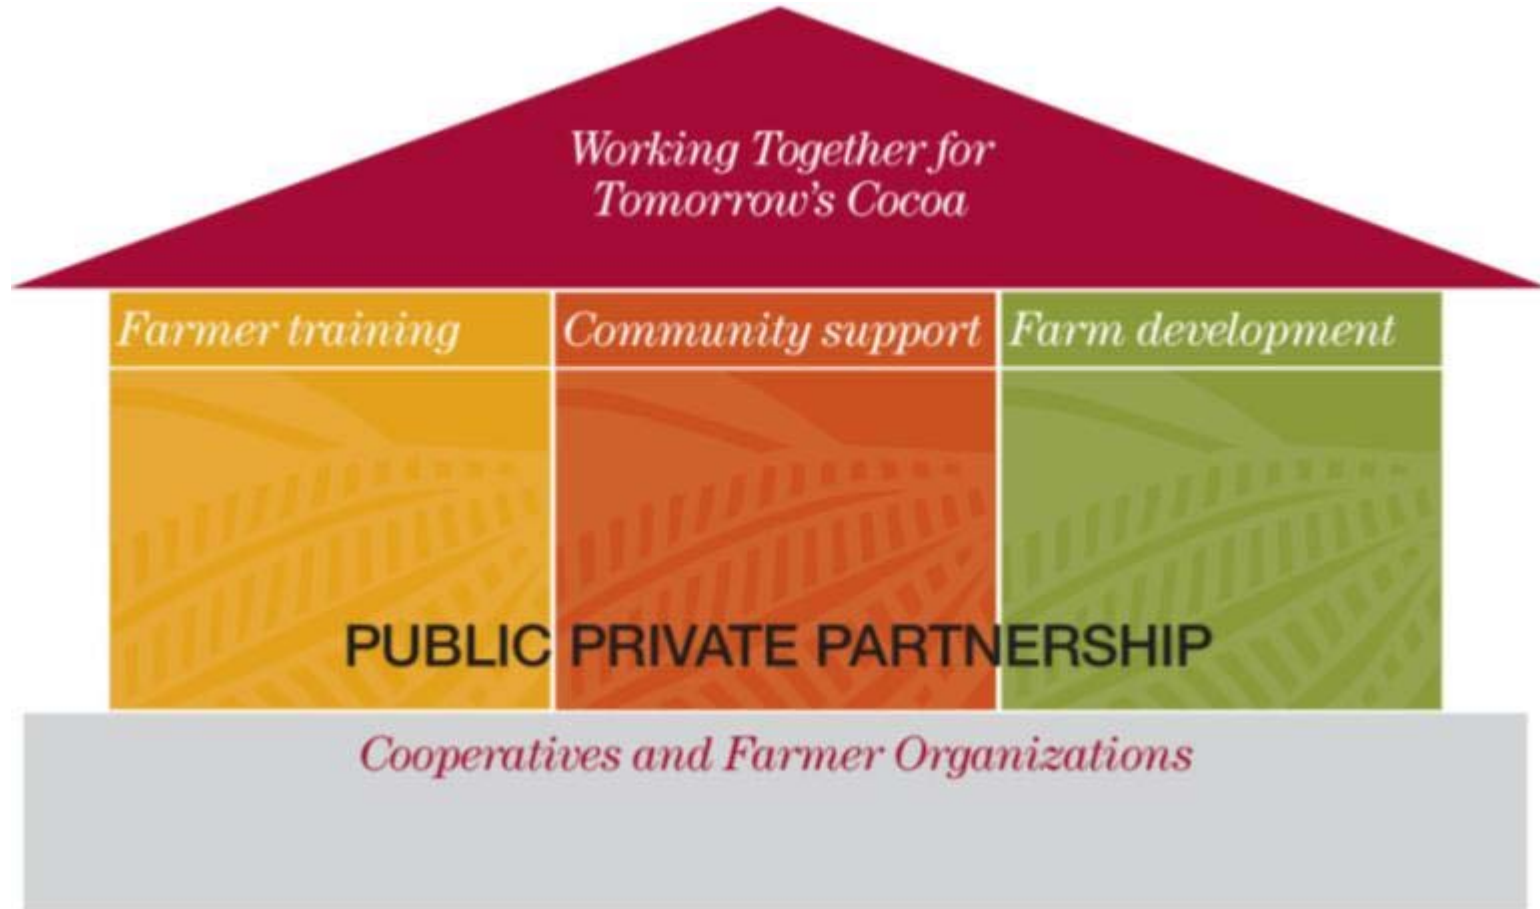 Working Together for
Tomorrow's Cocoa
Farmer training
Community support
Farm development
PUBLIC PRIVATE PARTNERSHIP
Cooperatives and Farmer Organizations